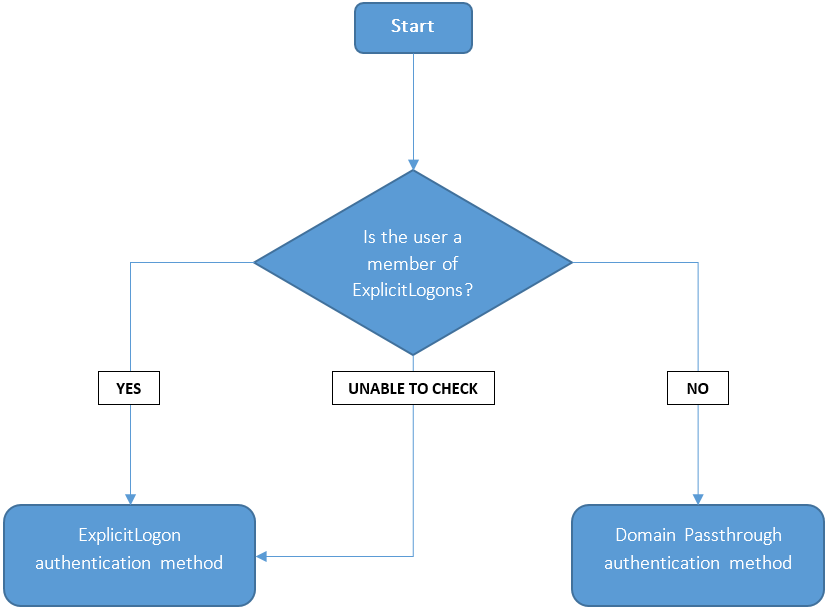 Start
Is the user a
member of
ExplicitLogons?
YES
UNABLE TO CHECK
NO
ExplicitLogon
authentication method
Domain Passthrough
authentication method